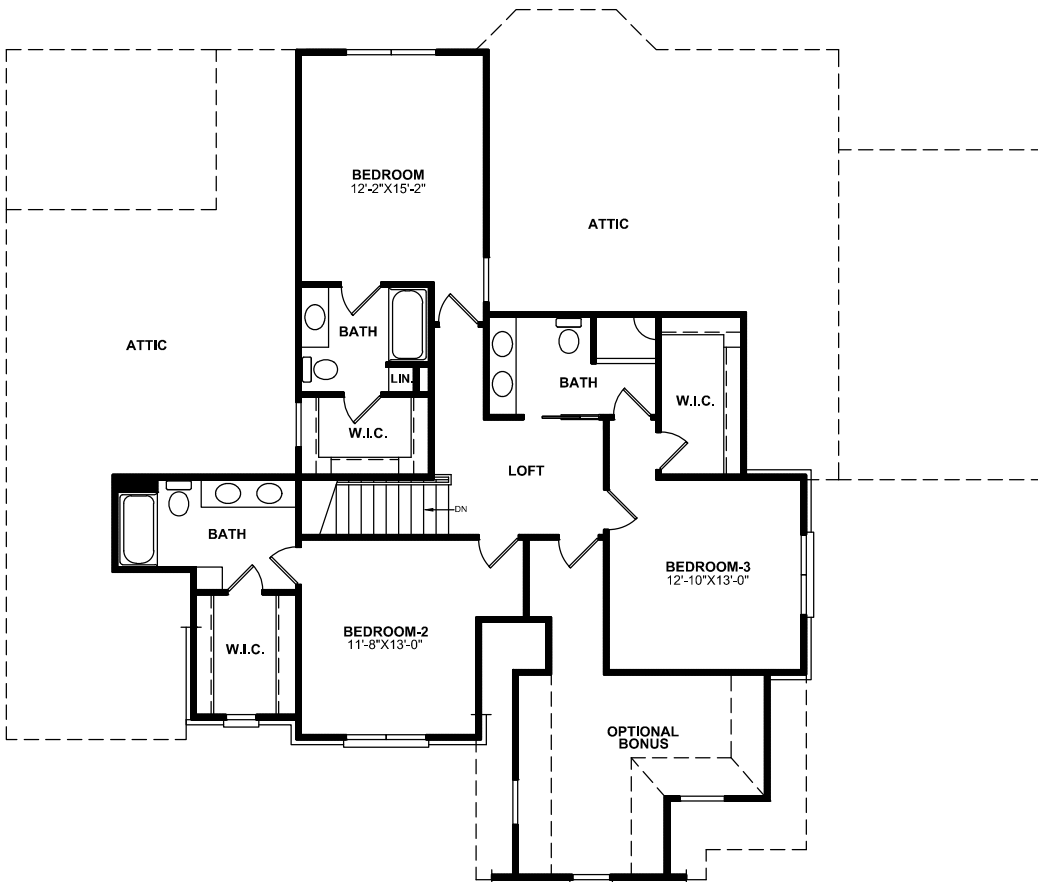 BEDROOM
12'-2"X15'-2"
ATTIC
ATTIC
BATH
LIN.
BATH
W.I.C.
W.I.C.
LOFT
DN
BATH
BEDROOM-3
12'-10"X13'-0"
BEDROOM-2
11'-8"X13'-0"
W.I.C.
OPTIONAL
BONUS